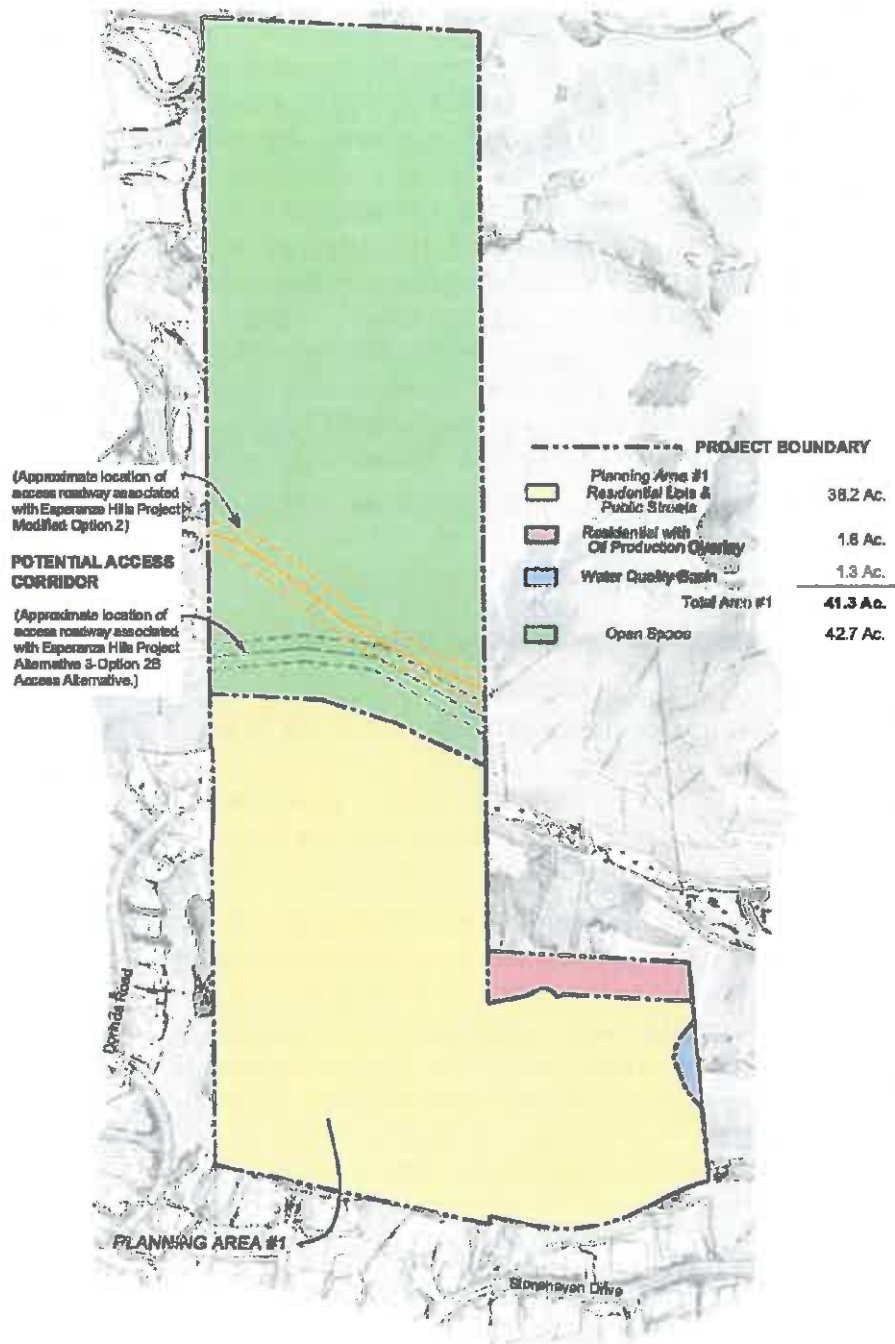 (Approximate location of
access roadway associated
with Esperanza Hills Project
Modified Option 2)
POTENTIAL ACCESS
CORRIDOR
(Approximate location of
access roadway associated
with Esperanza Hills Project
Alternative 3-Option 2B
Access Alternative.)
PROJECT BOUNDARY
Planning Area #1
Residential Lots &
Public Streets 38.2 Ac.
Residential with
Oil Production Overlay 1.8 Ac.
Water Quality Basin 1.3 Ac.
Total Area #1 41.3 Ac.
Open Space 42.7 Ac.
Dorinda Road
PLANNING AREA #1
Stonehaven Drive